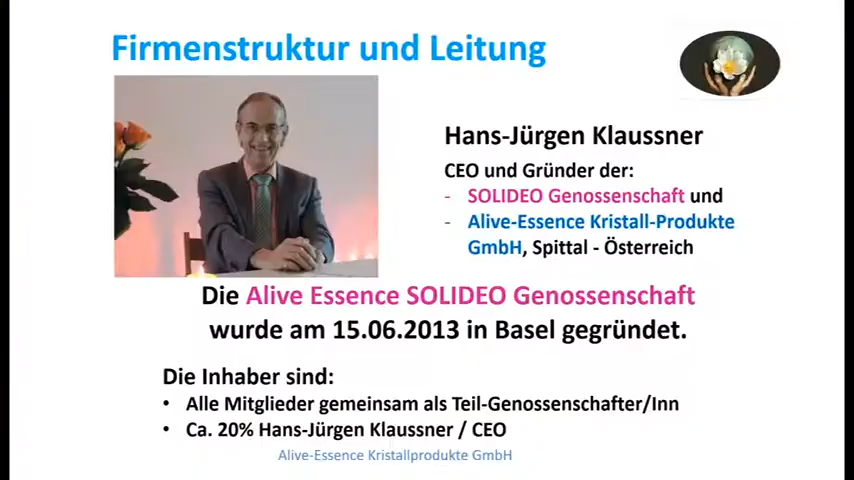 Firmenstruktur und Leitung
Hans-Jürgen Klaussner
CEO und Gründer der:
- SOLIDEO Genossenschaft und
- Alive-Essence Kristall-Produkte
GmbH, Spittal - Österreich
Die Alive Essence SOLIDEO Genossenschaft
wurde am 15.06.2013 in Basel gegründet.
Die Inhaber sind:
• Alle Mitglieder gemeinsam als Teil-Genossenschafter/Inn
• Ca. 20% Hans-Jürgen Klaussner / CEO
Alive-Essence Kristallprodukte GmbH